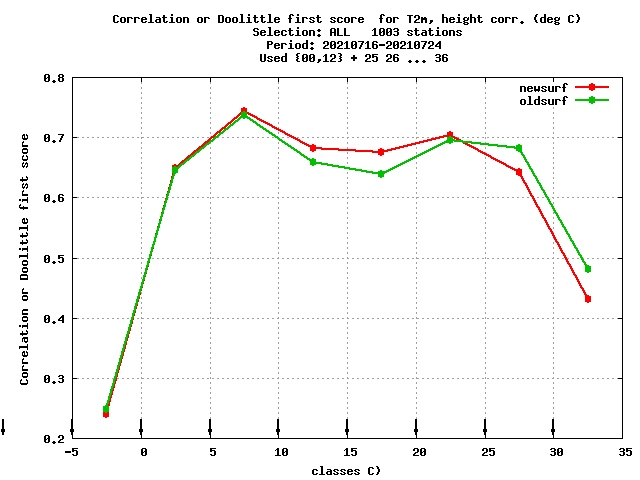 Correlation or Doolittle first score  for T2m, height corr. (deg C)
Selection: ALL   1003 stations
Period: 20210716-20210724
Used {00,12} + 25 26 ... 36
newsurf
oldsurf
Correlation or Doolittle first score
0.8
0.7
0.6
0.5
0.4
0.3
0.2
-5 0 5 10 15 20 25 30 35
classes C)